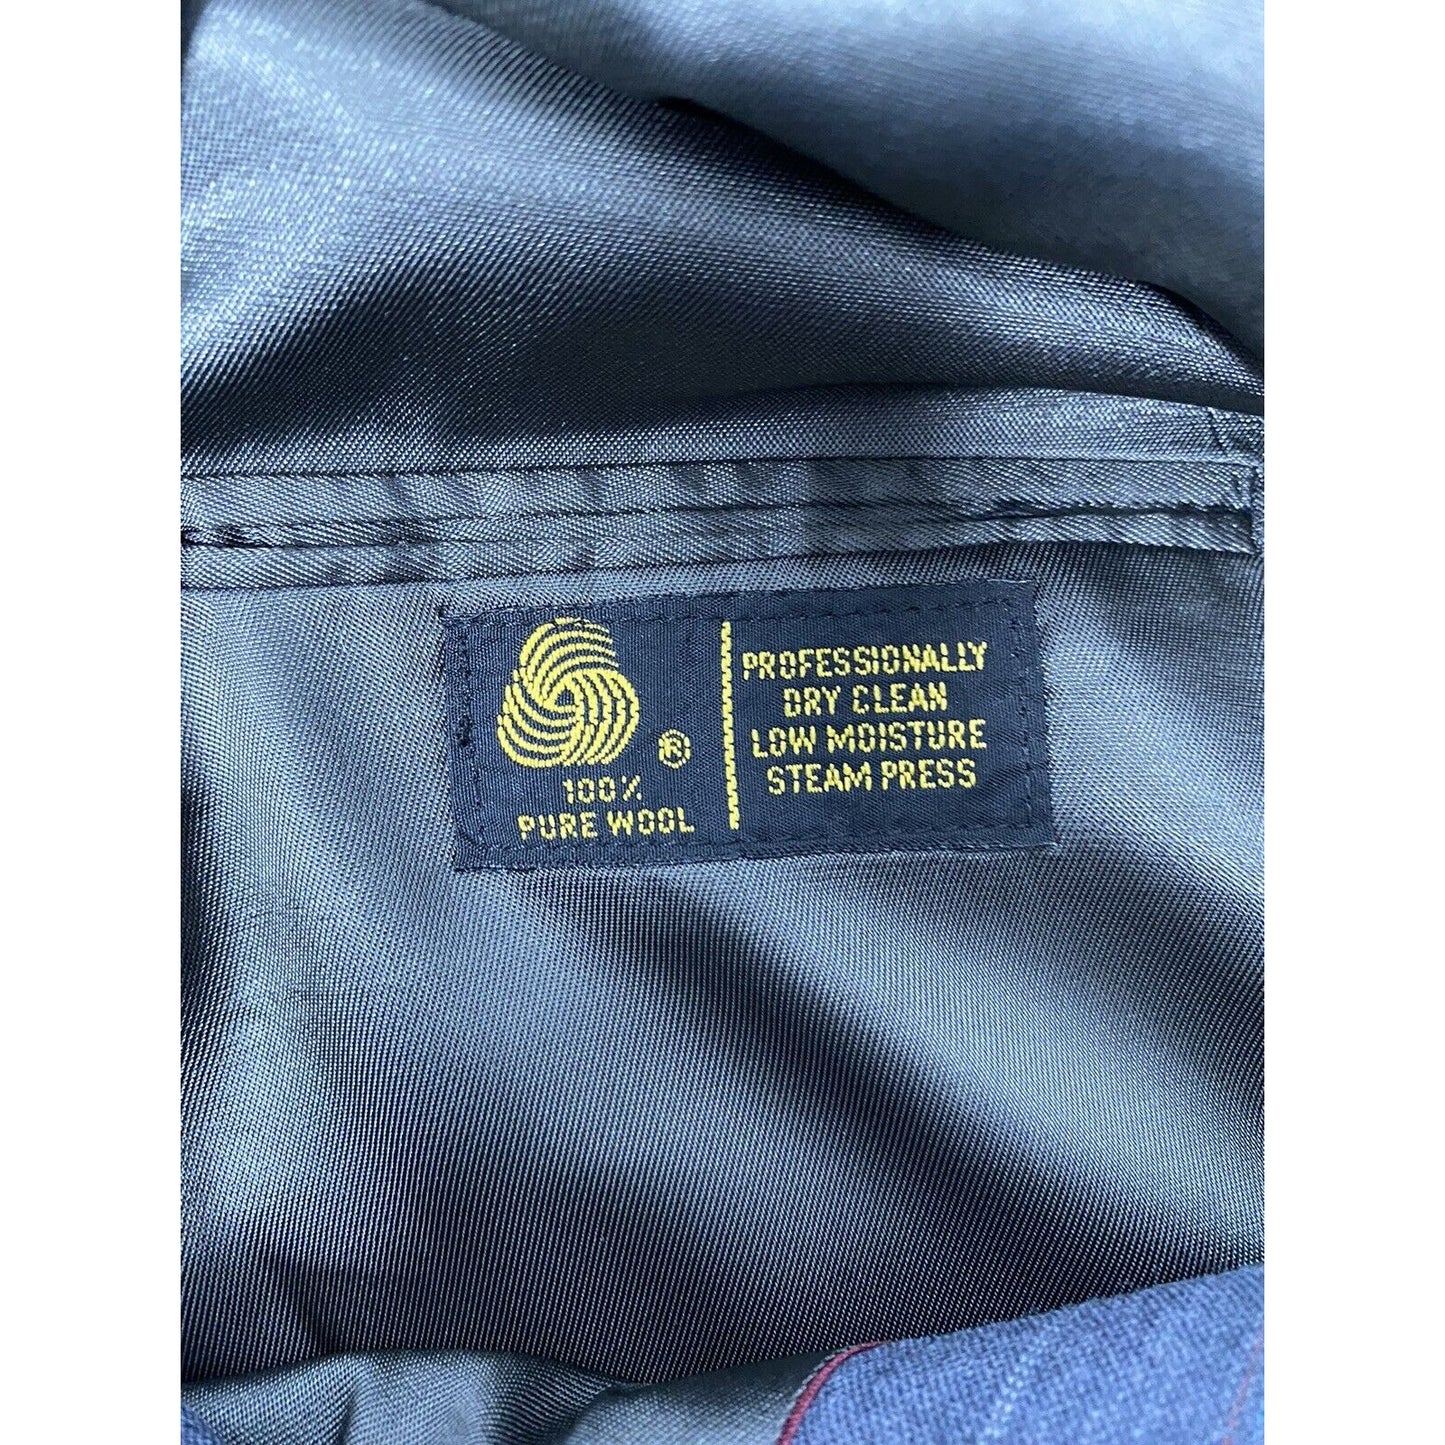 ®
100%
PURE WOOL
PROFESSIONALLY
DRY CLEAN
LOW MOISTURE
STEAM PRESS